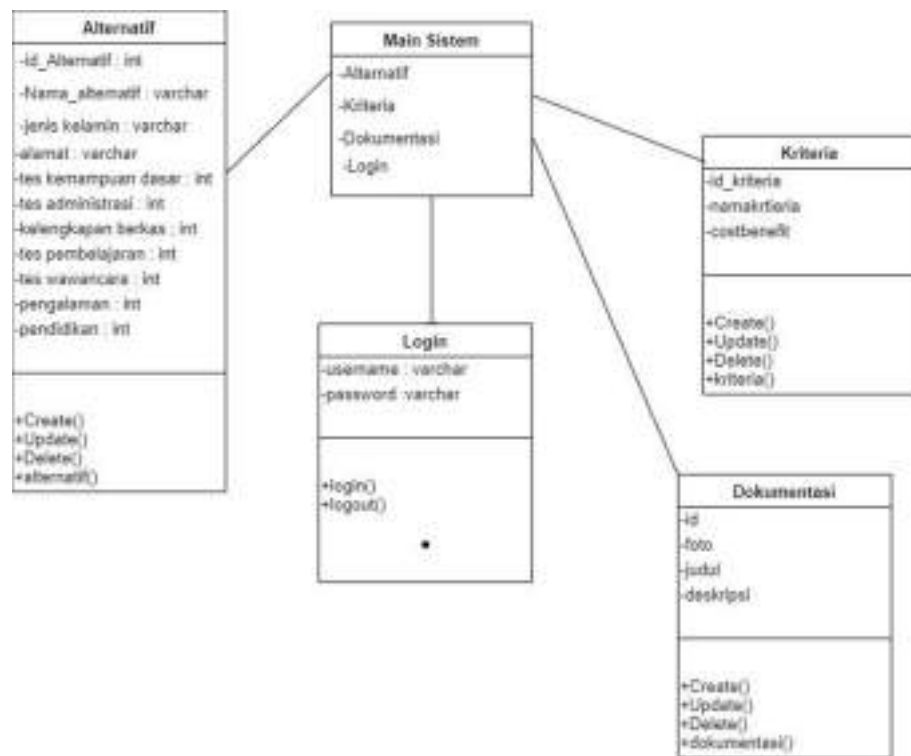 Alternatif
-id_Alternatif : int
-Nama_alternatif : varchar
-jenis kelamin : varchar
-alamat : varchar
-tes kemampuan dasar : int
-tes administrasi : int
-kelengkapan berkas : int
-tes pembelajaran : int
-tes wawancara : int
-pengalaman : int
-pendidikan : int
+Create()
+Update()
+Delete()
+alternatif()
Main Sistem
-Alternatif
-Kriteria
-Dokumentasi
-Login
Login
-username : varchar
-password :varchar
+login()
+logout()
Kriteria
-id_kriteria
-namakrtieria
-costbenefit
+Create()
+Update()
+Delete()
+kriteria()
Dokumentasi
-id
-foto
-judul
-deskripsi
+Create()
+Update()
+Delete()
+dokumentasi()